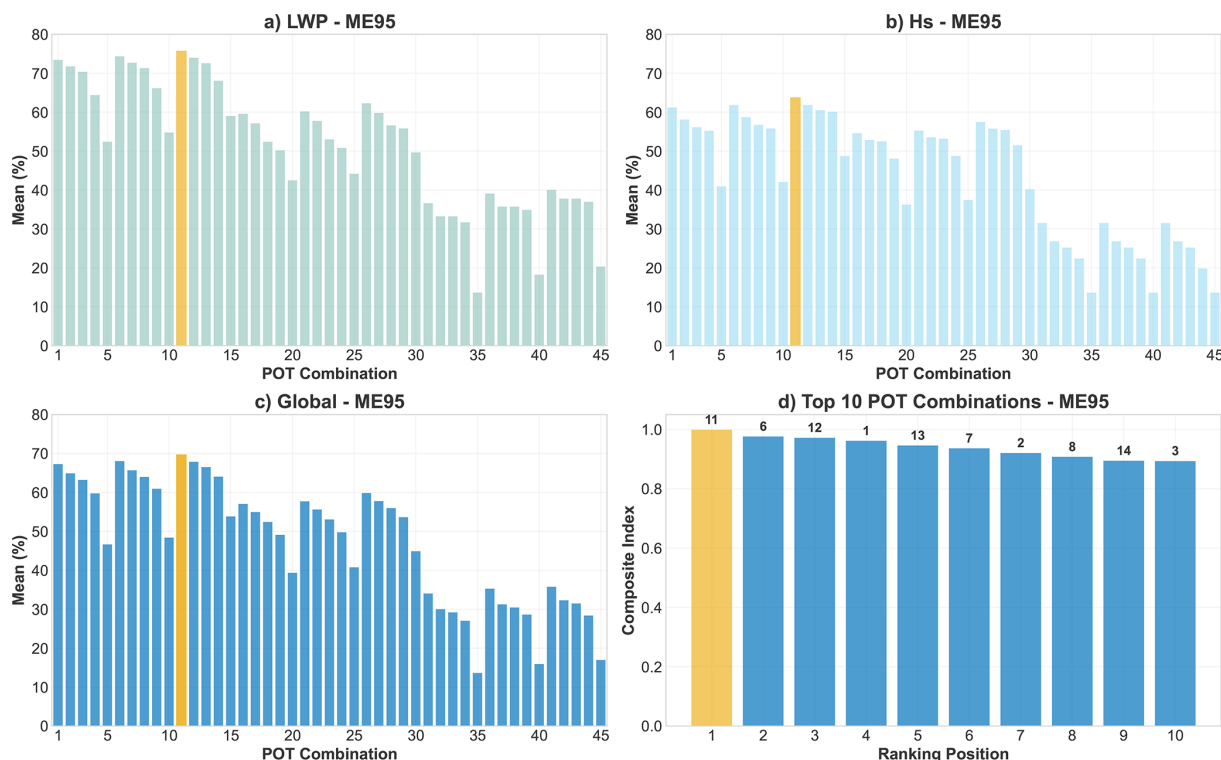 a) LWP - ME95
Mean (%)
80
70
60
50
40
30
20
10
0
1 5 10 15 20 25 30 35 40 45
POT Combination
b) Hs - ME95
Mean (%)
80
70
60
50
40
30
20
10
0
1 5 10 15 20 25 30 35 40 45
POT Combination
c) Global - ME95
Mean (%)
80
70
60
50
40
30
20
10
0
1 5 10 15 20 25 30 35 40 45
POT Combination
d) Top 10 POT Combinations - ME95
Composite Index
1.0
0.8
0.6
0.4
0.2
0.0
11 6 12 1 13 7 2 8 14 3
1 2 3 4 5 6 7 8 9 10
Ranking Position